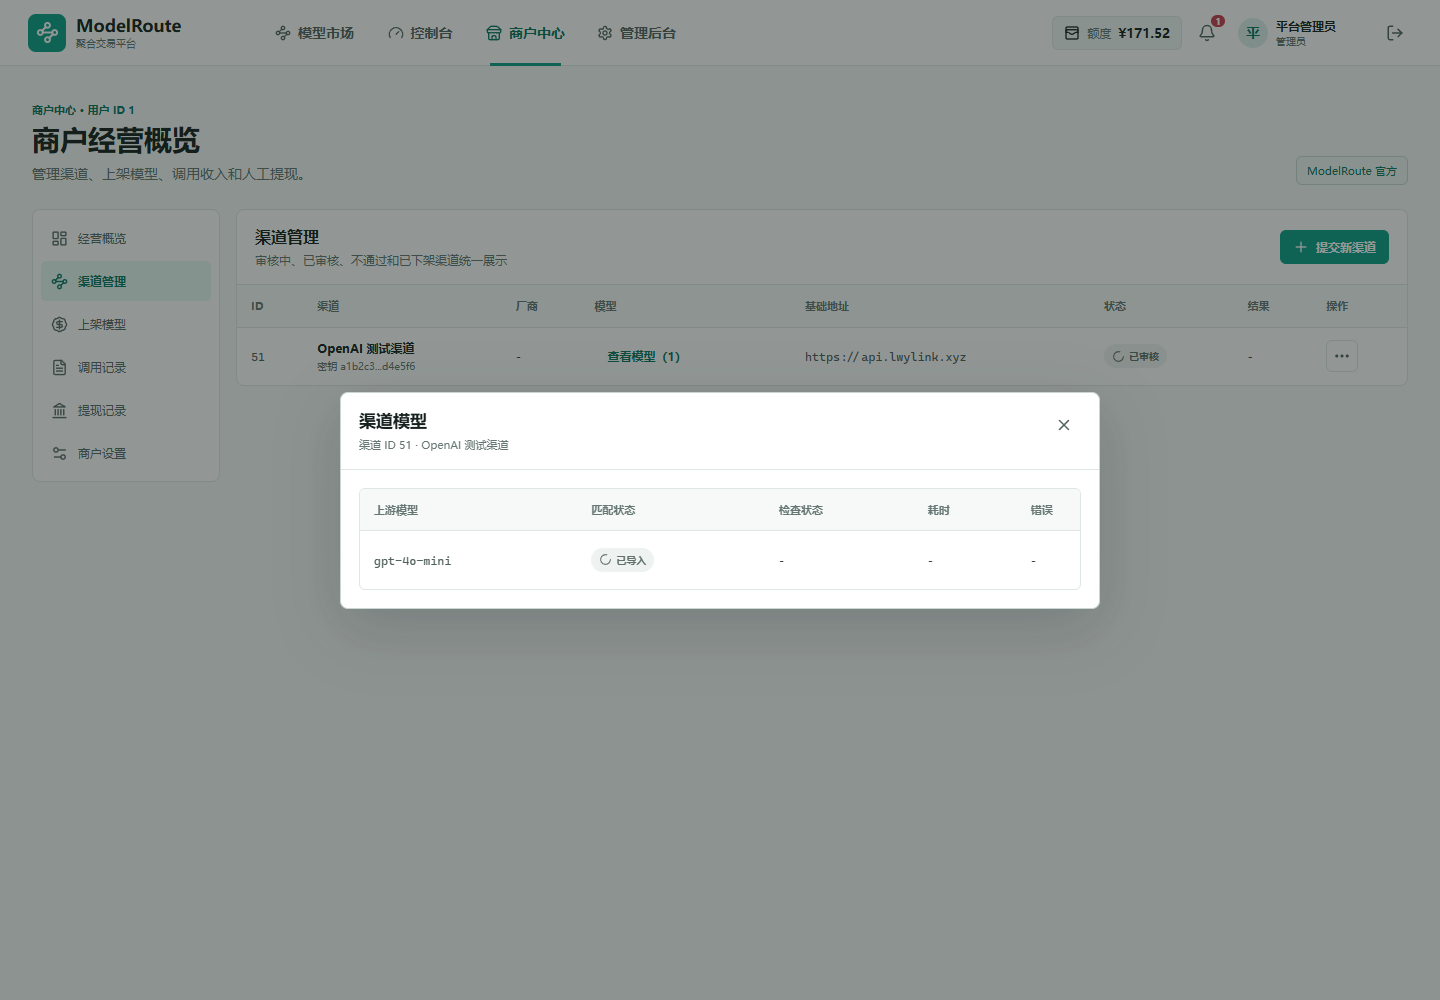 ModelRoute
聚合交易平台
模型市场
控制台
商户中心
管理后台
额度 ¥171.52
1
平
平台管理员
管理员
商户中心 • 用户 ID 1
商户经营概览
管理渠道、上架模型、调用收入和人工提现。
ModelRoute 官方
经营概览
渠道管理
上架模型
调用记录
提现记录
商户设置
渠道管理
审核中、已审核、不通过和已下架渠道统一展示
提交新渠道
ID 渠道 厂商 模型 基础地址 状态 结果 操作
51 OpenAI 测试渠道 - 查看模型 (1) https://api.lwylink.xyz 已审核 -
密钥 a1b2c3...d4e5f6
渠道模型
渠道 ID 51 · OpenAI 测试渠道
上游模型 匹配状态 检查状态 耗时 错误
gpt-4o-mini 已导入 - - -